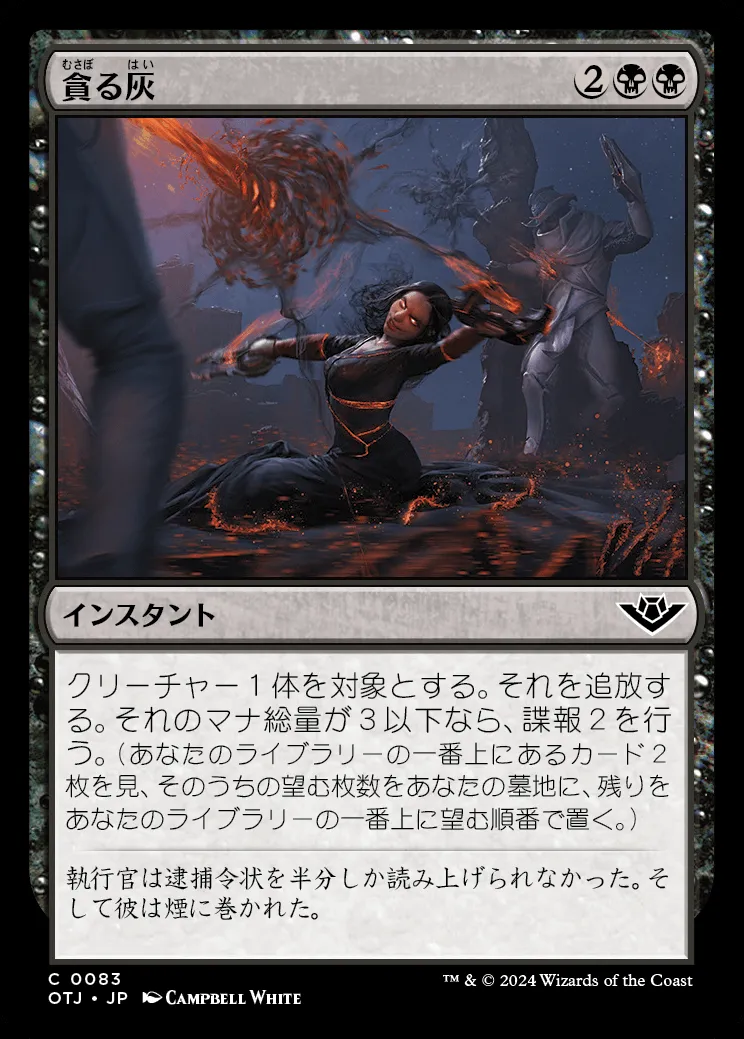 貪る灰
むさぼ はい
2
インスタント
クリーチャー1体を対象とする。それを追放す
る。それのマナ総量が3以下なら、諜報2を行
う。（あなたのライブラリーの一番上にあるカード2
枚を見、そのうちの望む枚数をあなたの墓地に、残りを
あなたのライブラリーの一番上に望む順番で置く。）
執行官は逮捕令状を半分しか読み上げられなかった。そ
して彼は煙に巻かれた。
C 0083
OTJ • JP CAMPBELL WHITE
™ & © 2024 Wizards of the Coast